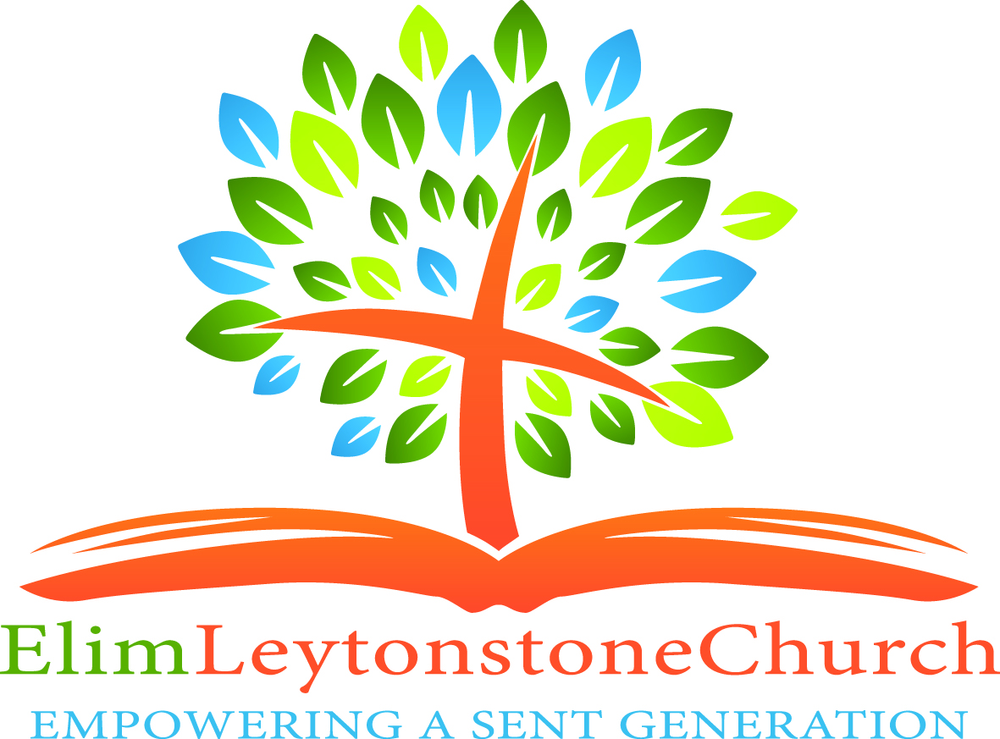 ElimLeytonstoneChurch
EMPOWERING A SENT GENERATION